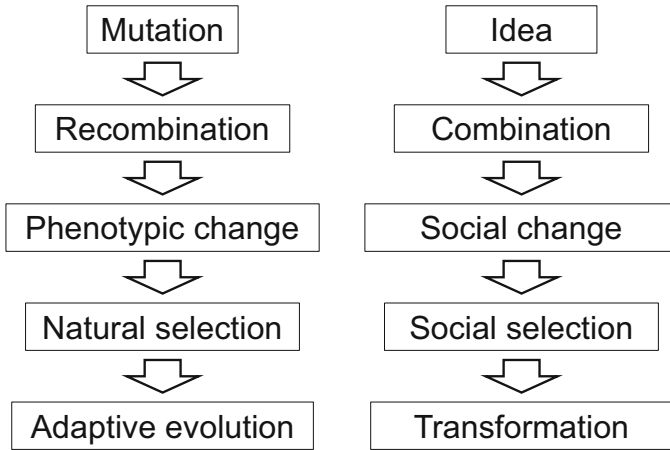 Mutation
Idea
Recombination
Combination
Phenotypic change
Social change
Natural selection
Social selection
Adaptive evolution
Transformation